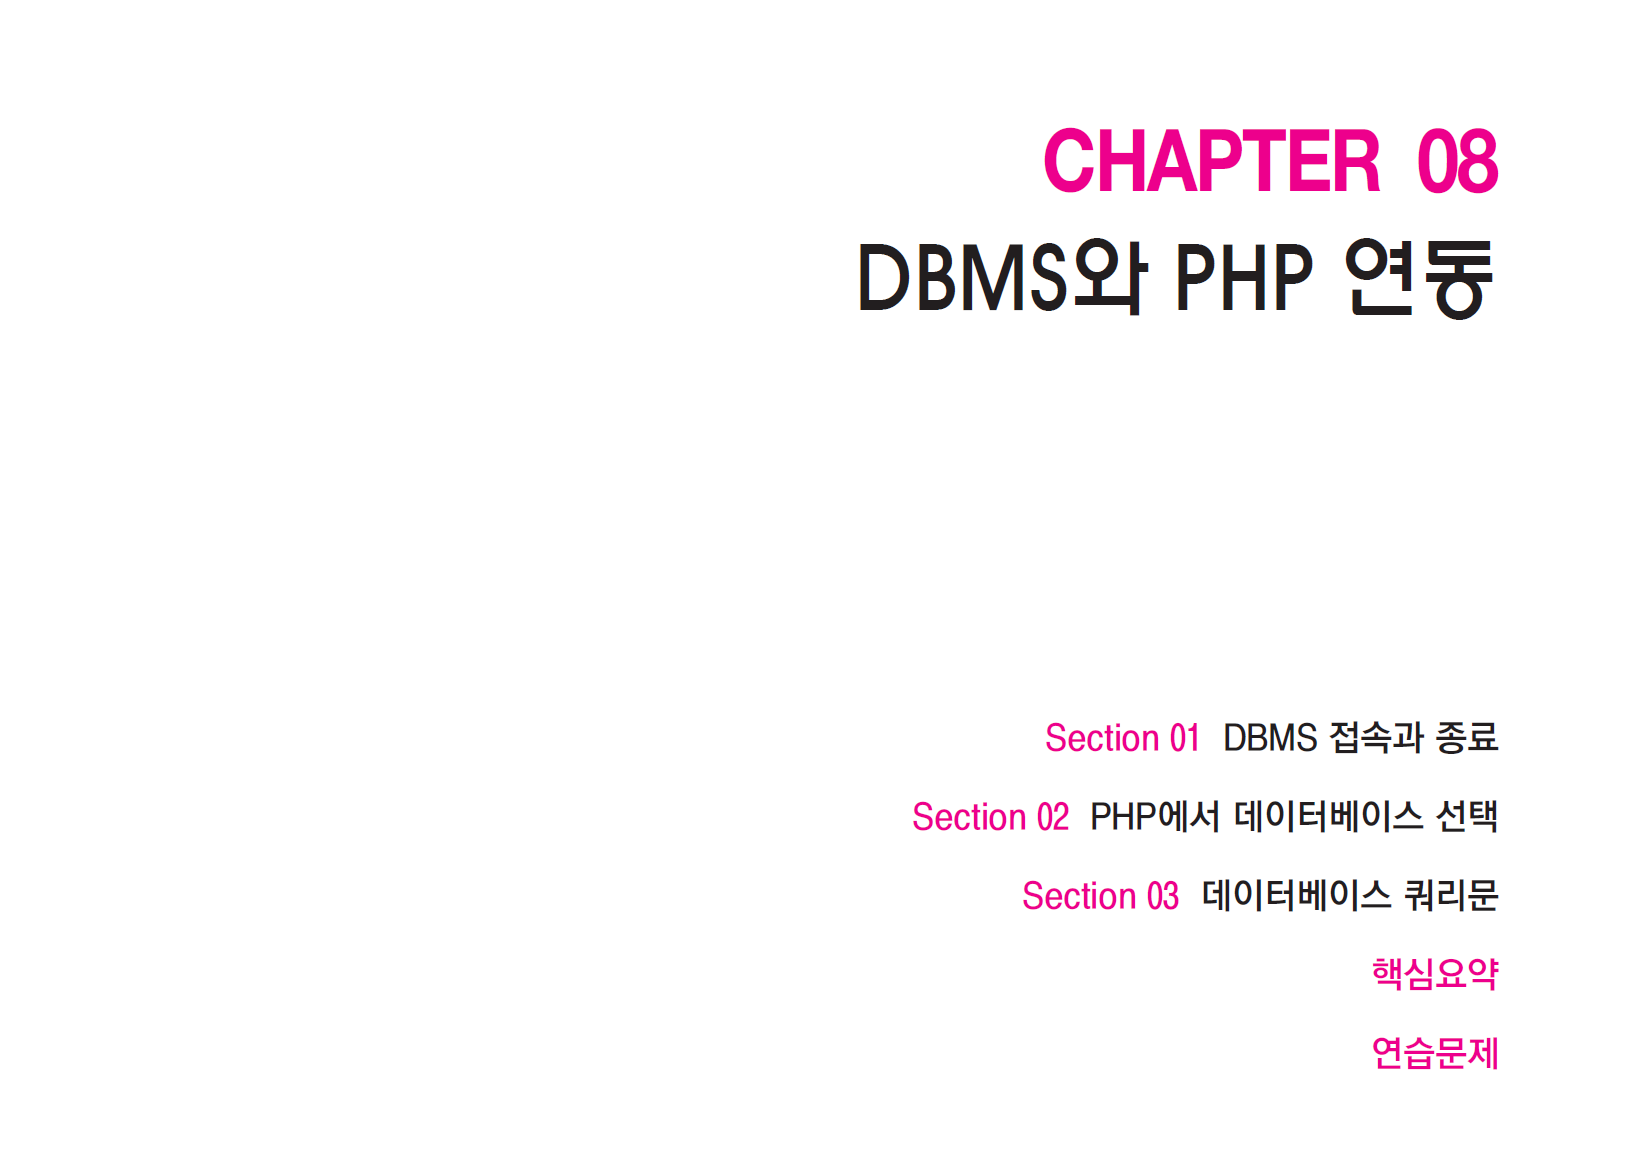 CHAPTER 08
DBMS와 PHP 연동
Section 01 DBMS 접속과 종료
Section 02 PHP에서 데이터베이스 선택
Section 03 데이터베이스 쿼리문
핵심요약
연습문제